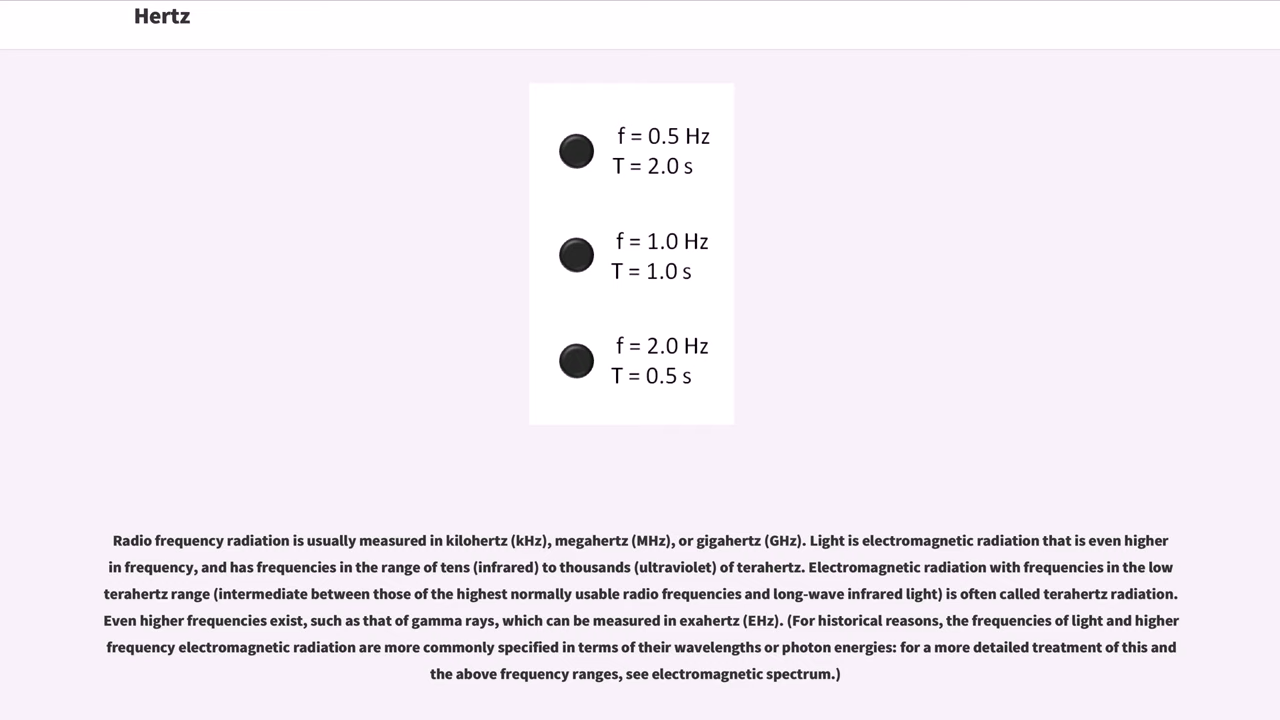 Hertz
f = 0.5 Hz
T = 2.0 s
f = 1.0 Hz
T = 1.0 s
f = 2.0 Hz
T = 0.5 s
Radio frequency radiation is usually measured in kilohertz (kHz), megahertz (MHz), or gigahertz (GHz). Light is electromagnetic radiation that is even higher
in frequency, and has frequencies in the range of tens (infrared) to thousands (ultraviolet) of terahertz. Electromagnetic radiation with frequencies in the low
terahertz range (intermediate between those of the highest normally usable radio frequencies and long-wave infrared light) is often called terahertz radiation.
Even higher frequencies exist, such as that of gamma rays, which can be measured in exahertz (EHz). (For historical reasons, the frequencies of light and higher
frequency electromagnetic radiation are more commonly specified in terms of their wavelengths or photon energies: for a more detailed treatment of this and
the above frequency ranges, see electromagnetic spectrum.)